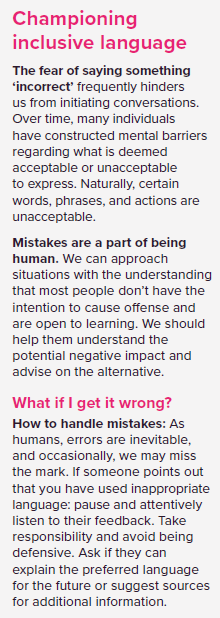 Championing
inclusive language
The fear of saying something
‘incorrect’ frequently hinders
us from initiating conversations.
Over time, many individuals
have constructed mental barriers
regarding what is deemed
acceptable or unacceptable
to express. Naturally, certain
words, phrases, and actions are
unacceptable.
Mistakes are a part of being
human. We can approach
situations with the understanding
that most people don’t have the
intention to cause offense and
are open to learning. We should
help them understand the
potential negative impact and
advise on the alternative.
What if I get it wrong?
How to handle mistakes: As
humans, errors are inevitable,
and occasionally, we may miss
the mark. If someone points out
that you have used inappropriate
language: pause and attentively
listen to their feedback. Take
responsibility and avoid being
defensive. Ask if they can
explain the preferred language
for the future or suggest sources
for additional information.